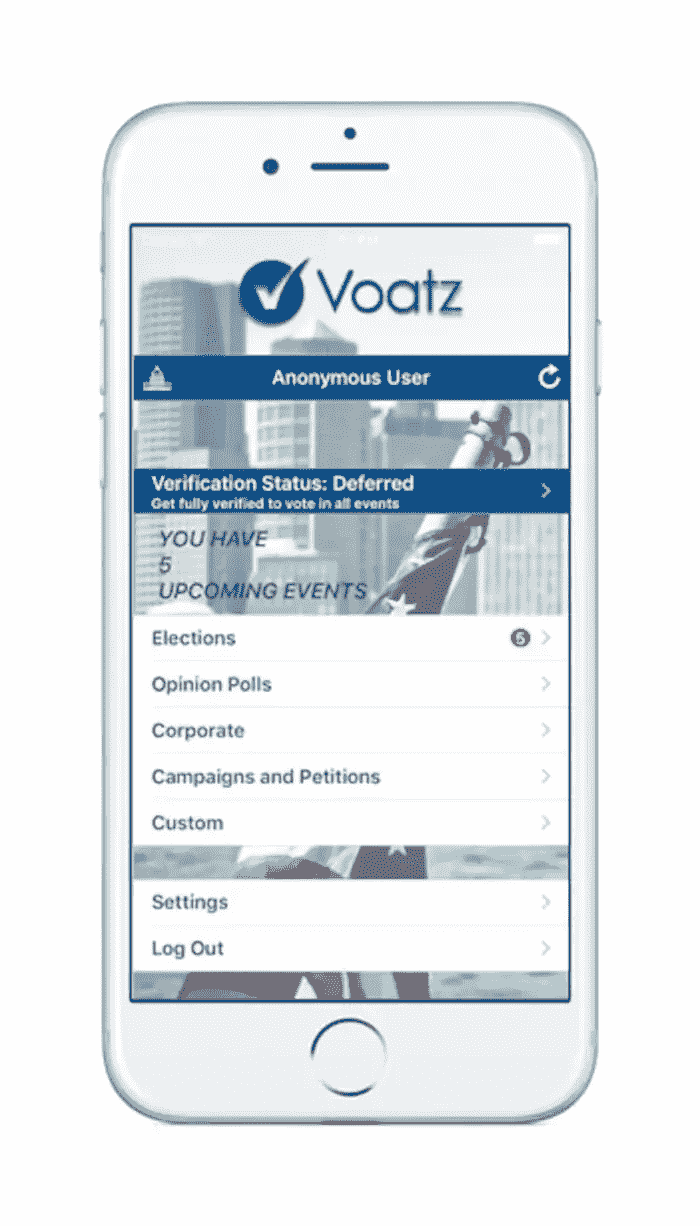 Voatz
Anonymous User
Verification Status: Deferred
Get fully verified to vote in all events
YOU HAVE
5
UPCOMING EVENTS
Elections 5
Opinion Polls
Corporate
Campaigns and Petitions
Custom
Settings
Log Out